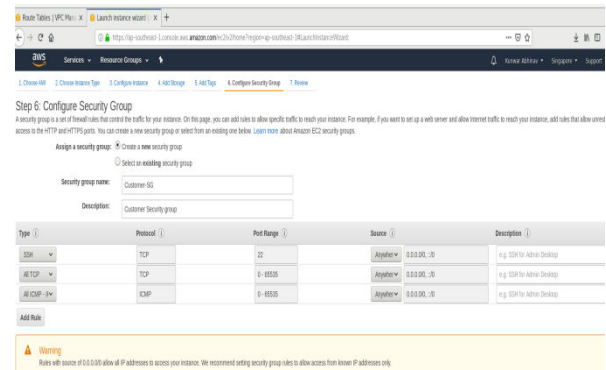 Route Tables | VPC Man X Launch instance wizard | X +
https://ap-southeast-1.console.aws.amazon.com/ec2/v2/home?region=ap-southeast-1#LaunchInstanceWizard:
aws Services Resource Groups Kunwar Abhinav Singapore Support
1. Choose AMI 2. Choose Instance Type 3. Configure Instance 4. Add Storage 5. Add Tags 6. Configure Security Group 7. Review
Step 6: Configure Security Group
A security group is a set of firewall rules that control the traffic for your instance. On this page, you can add rules to allow specific traffic to reach your instance. For example, if you want to set up a web server and allow Internet traffic to reach your instance, add rules that allow unrest
access to the HTTP and HTTPS ports. You can create a new security group or select from an existing one below. Learn more about Amazon EC2 security groups.
Assign a security group: Create a new security group
Select an existing security group
Security group name: Customer-SG
Description: Customer Security group
Type Protocol Port Range Source Description
SSH TCP 22 Anywher 0.0.0.0/0, ::/0 e.g. SSH for Admin Desktop
All TCP TCP 0 - 65535 Anywher 0.0.0.0/0, ::/0 e.g. SSH for Admin Desktop
All ICMP - I ICMP 0 - 65535 Anywher 0.0.0.0/0, ::/0 e.g. SSH for Admin Desktop
Add Rule
Warning
Rules with source of 0.0.0.0/0 allow all IP addresses to access your instance. We recommend setting security group rules to allow access from known IP addresses only.